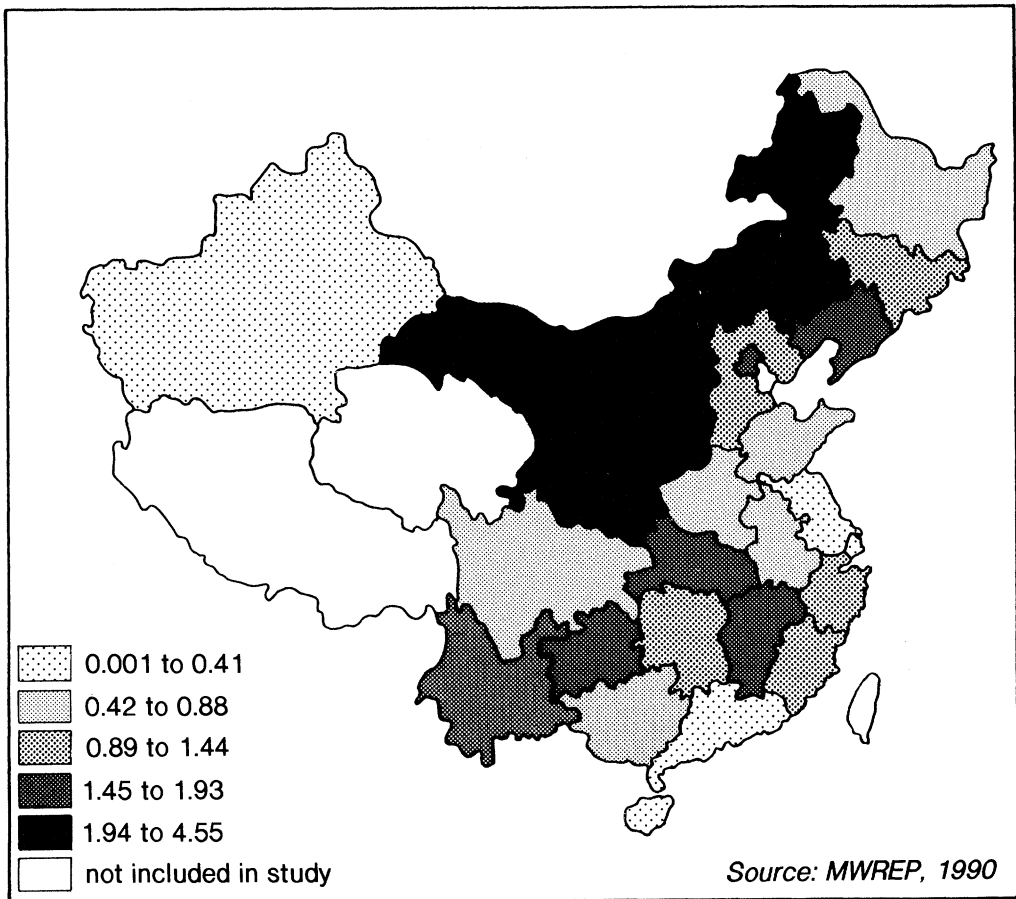 0.001 to 0.41
0.42 to 0.88
0.89 to 1.44
1.45 to 1.93
1.94 to 4.55
not included in study
Source: MWREP, 1990